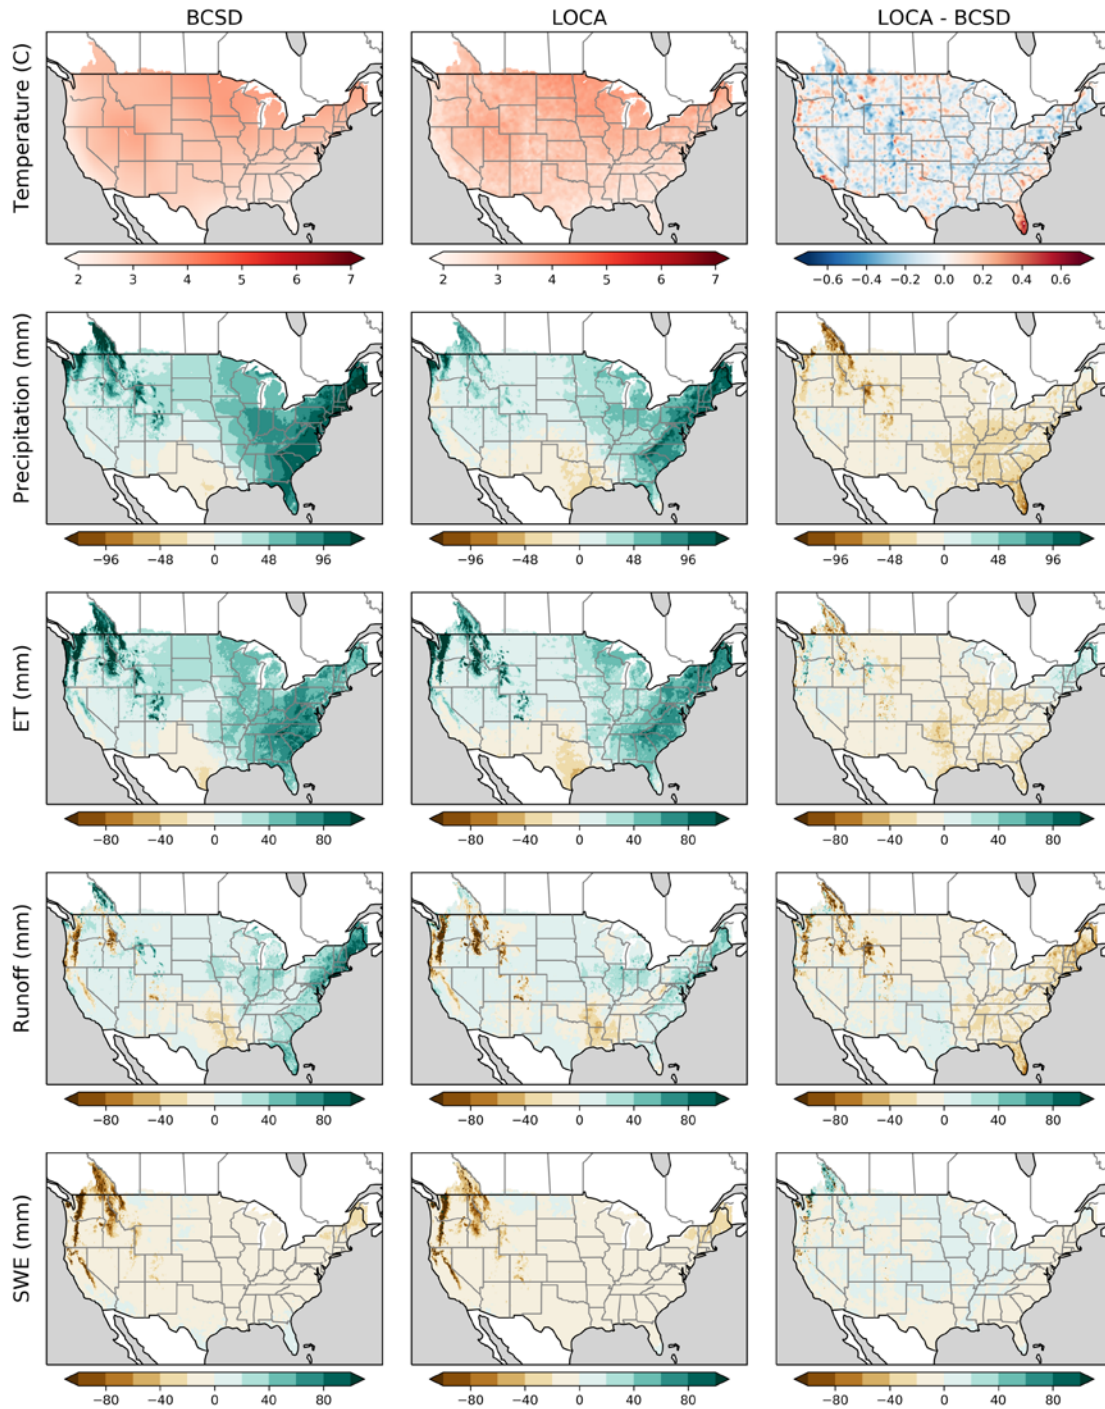 BCSD LOCA LOCA - BCSD
Temperature (C)
2 3 4 5 6 7 2 3 4 5 6 7 −0.6 −0.4 −0.2 0.0 0.2 0.4 0.6
Precipitation (mm)
−96 −48 0 48 96 −96 −48 0 48 96 −96 −48 0 48 96
ET (mm)
−80 −40 0 40 80 −80 −40 0 40 80 −80 −40 0 40 80
Runoff (mm)
−80 −40 0 40 80 −80 −40 0 40 80 −80 −40 0 40 80
SWE (mm)
−80 −40 0 40 80 −80 −40 0 40 80 −80 −40 0 40 80